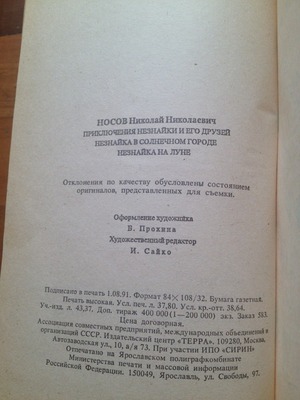 НОСОВ Николай Николаевич
ПРИКЛЮЧЕНИЯ НЕЗНАЙКИ И ЕГО ДРУЗЕЙ
НЕЗНАЙКА В СОЛНЕЧНОМ ГОРОДЕ
НЕЗНАЙКА НА ЛУНЕ
Отклонения по качеству обусловлены состоянием
оригиналов, представленных для съемки.
Оформление художника
В. Прокина
Художественный редактор
И. Сайко
Подписано в печать 1.08.91. Формат 84×108/32. Бумага газетная.
Печать высокая. Усл. печ. л. 37,80. Усл. кр.-отт. 38,64.
Уч.-изд. л. 43,37. Доп. тираж 400 000 (1—200 000) экз. Зак. 583.
Цена договорная.
Ассоциация совместных предприятий, международных объединений и
организаций СССР. Издательский центр «ТЕРРА». 109280, Москва,
Автозаводская ул., 10, а/я 73. При участии ИПО «СИРИН»
Отпечатано на Ярославском полиграфкомбинате
Министерства печати и массовой информации
Российской Федерации. 150049, Ярославль, ул. Свободы, 97.